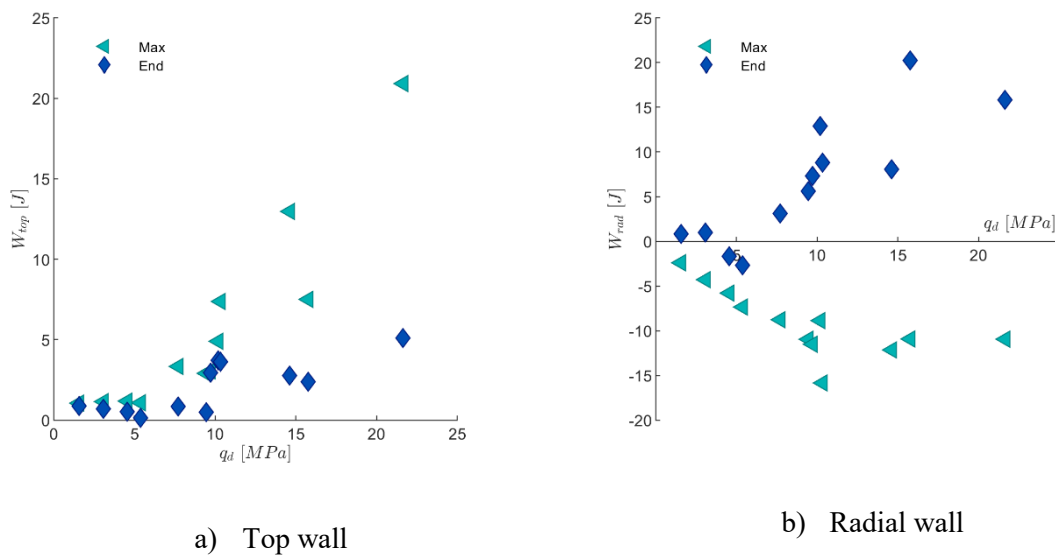 25
20
15
10
5
0
0 5 10 15 20 25
W_top [J]
q_d [MPa]
Max
End
a) Top wall
25
20
15
10
5
0
-5
-10
-15
-20
5 10 15 20
W_rad [J]
q_d [MPa]
Max
End
b) Radial wall